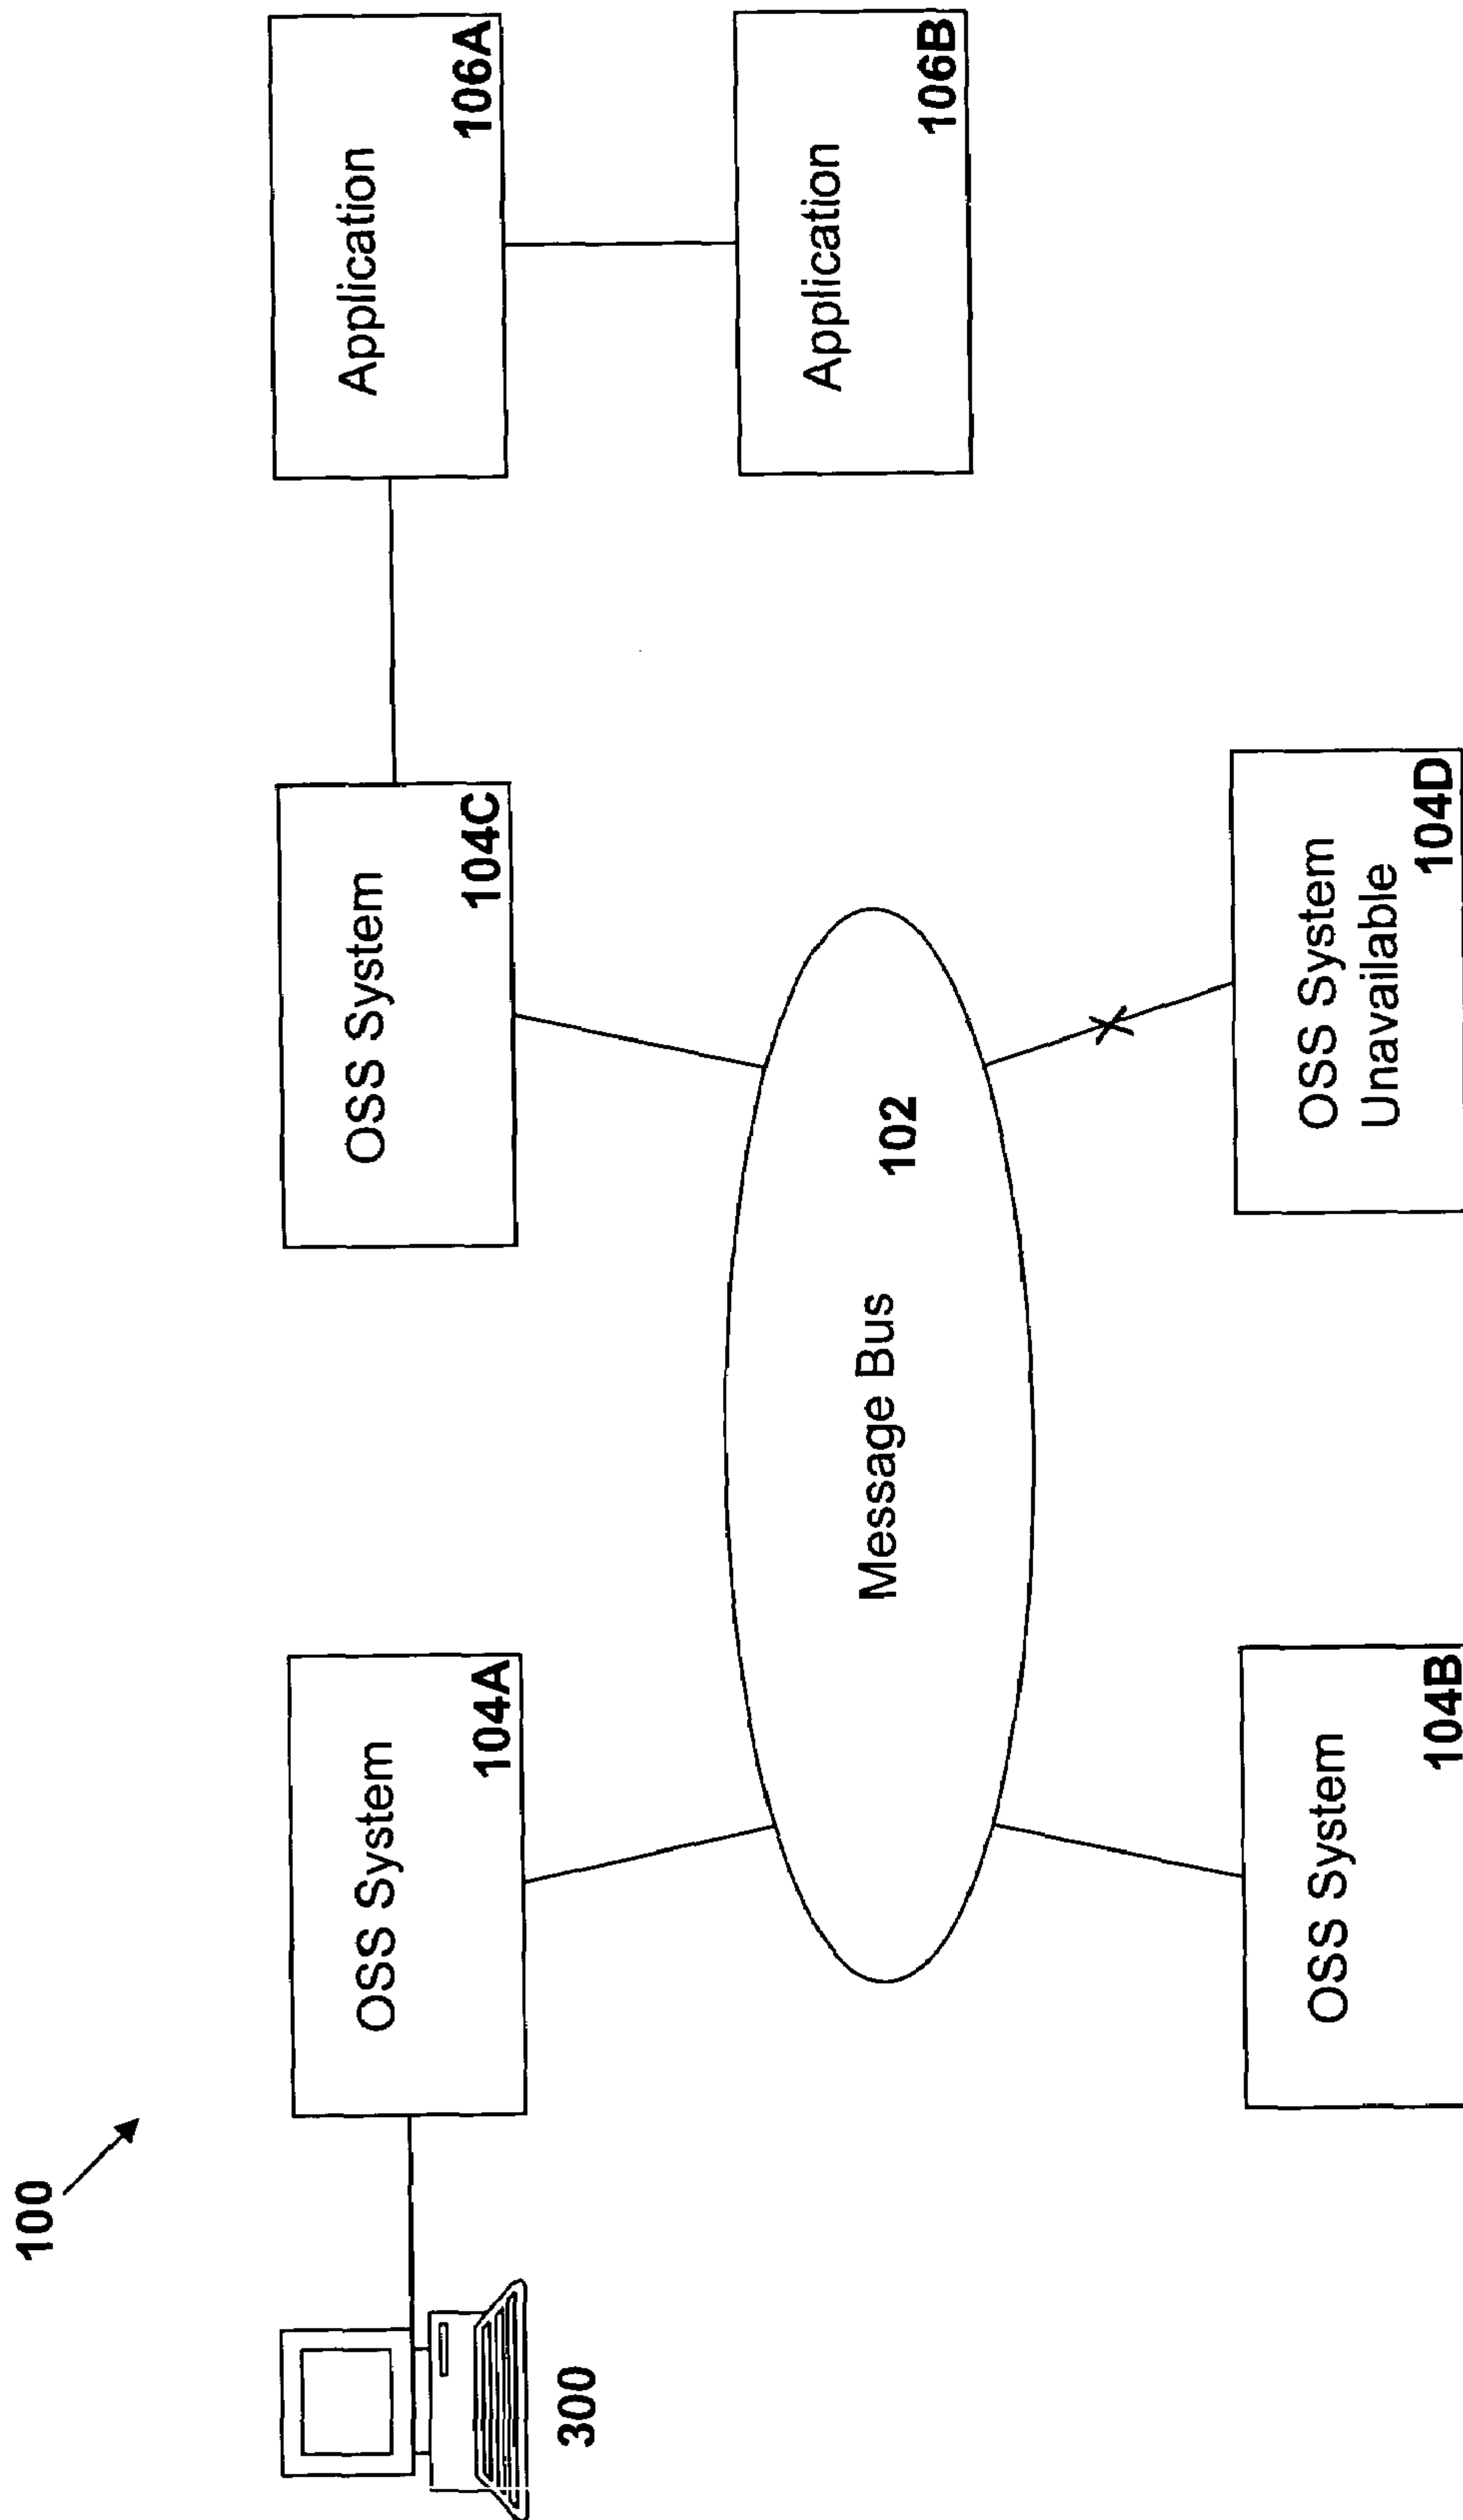 100
300
OSS System
104A
OSS System
104C
Application
106A
Application
106B
Message Bus
102
OSS System
104B
OSS System
Unavailable
104D